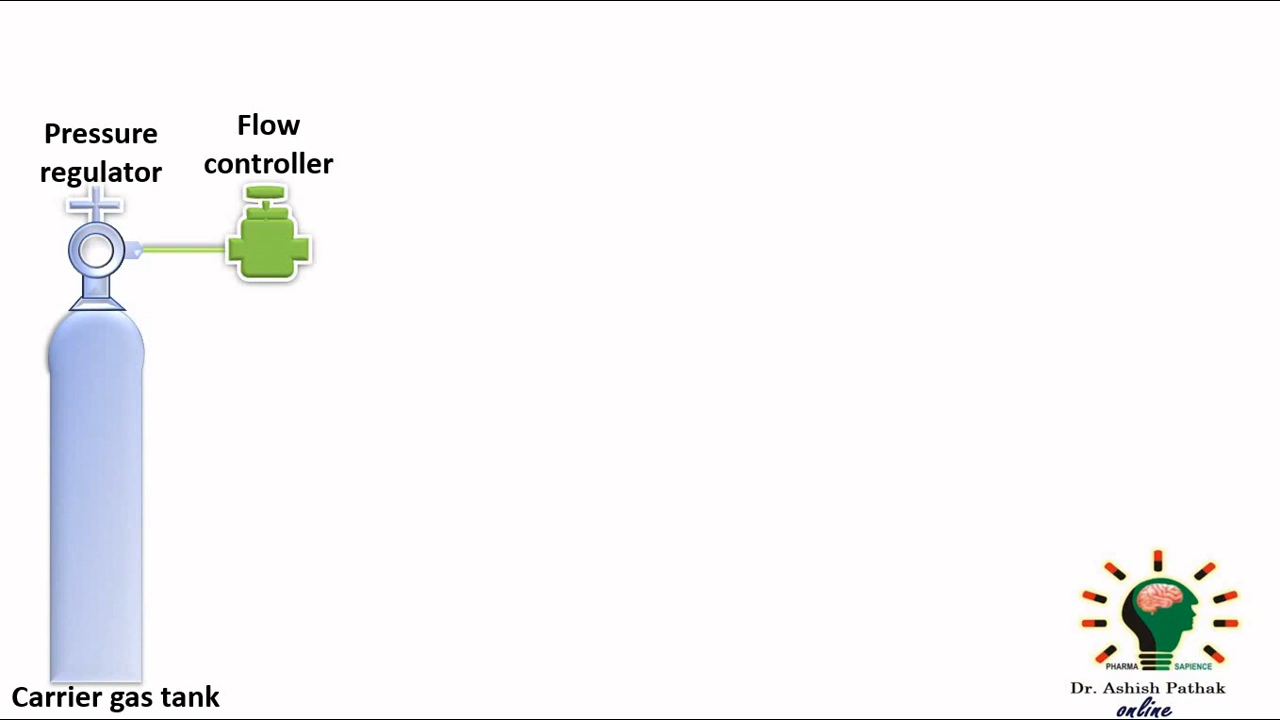 Pressure
regulator
Flow
controller
Carrier gas tank
PHARMA SAPIENCE
Dr. Ashish Pathak
online